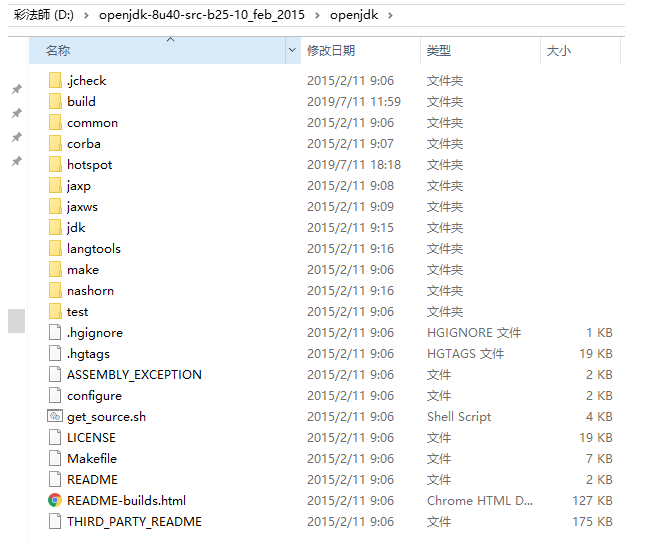 彩法師 (D:) › openjdk-8u40-src-b25-10_feb_2015 › openjdk ›
名称 修改日期 类型 大小
.jcheck 2015/2/11 9:06 文件夹
build 2019/7/11 11:59 文件夹
common 2015/2/11 9:06 文件夹
corba 2015/2/11 9:07 文件夹
hotspot 2019/7/11 18:18 文件夹
jaxp 2015/2/11 9:08 文件夹
jaxws 2015/2/11 9:09 文件夹
jdk 2015/2/11 9:15 文件夹
langtools 2015/2/11 9:16 文件夹
make 2015/2/11 9:06 文件夹
nashorn 2015/2/11 9:16 文件夹
test 2015/2/11 9:06 文件夹
.hgignore 2015/2/11 9:06 HGIGNORE 文件 1 KB
.hgtags 2015/2/11 9:06 HGTAGS 文件 19 KB
ASSEMBLY_EXCEPTION 2015/2/11 9:06 文件 2 KB
configure 2015/2/11 9:06 文件 2 KB
get_source.sh 2015/2/11 9:06 Shell Script 4 KB
LICENSE 2015/2/11 9:06 文件 19 KB
Makefile 2015/2/11 9:06 文件 7 KB
README 2015/2/11 9:06 文件 2 KB
README-builds.html 2015/2/11 9:06 Chrome HTML D... 127 KB
THIRD_PARTY_README 2015/2/11 9:06 文件 175 KB